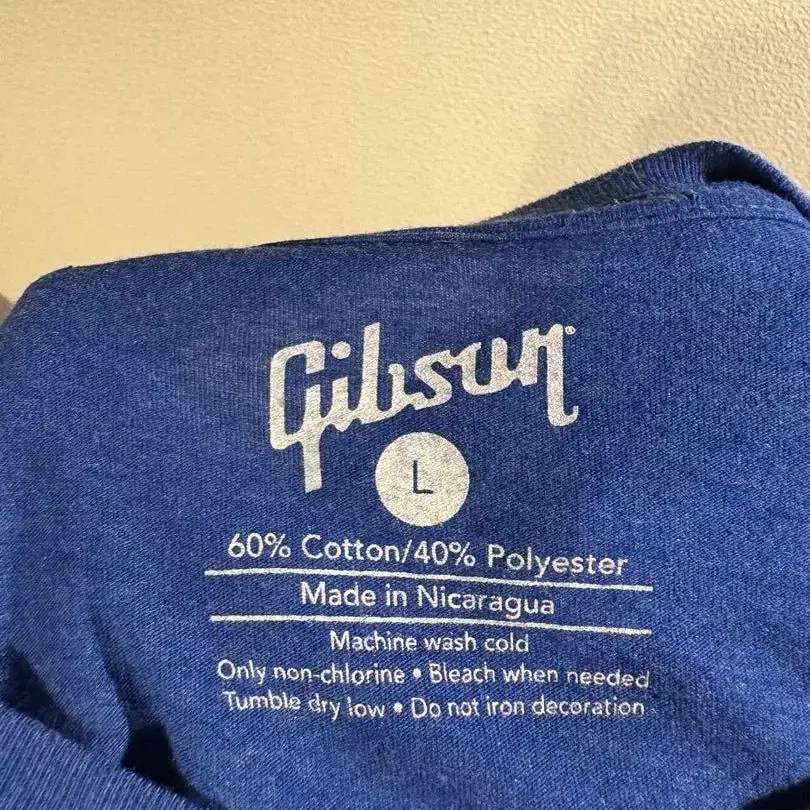 Gibson®
L
60% Cotton/40% Polyester
Made in Nicaragua
Machine wash cold
Only non-chlorine • Bleach when needed
Tumble dry low • Do not iron decoration